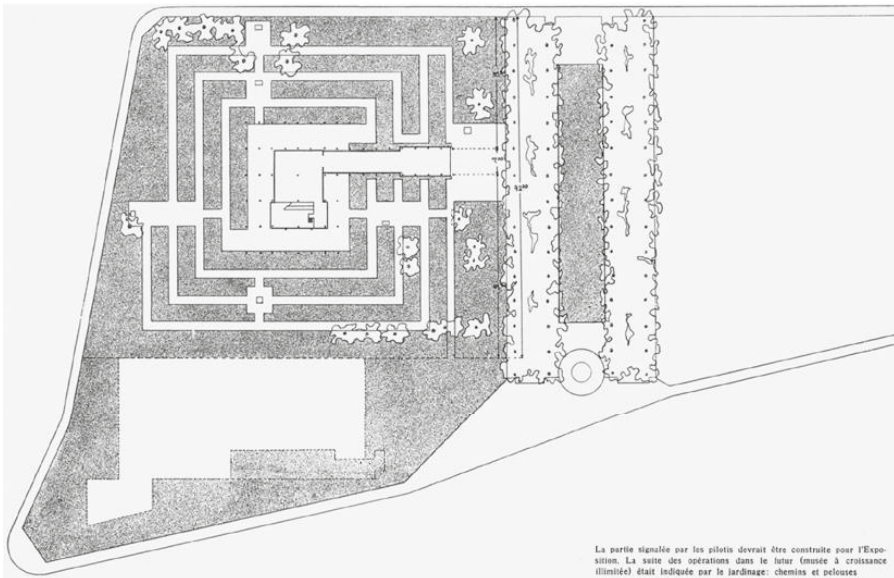 La partie signalée par les pilotis devrait être construite pour l'Expo-
sition. La suite des opérations dans le futur (musée à croissance
illimitée) était indiquée par le jardinage: chemins et pelouses